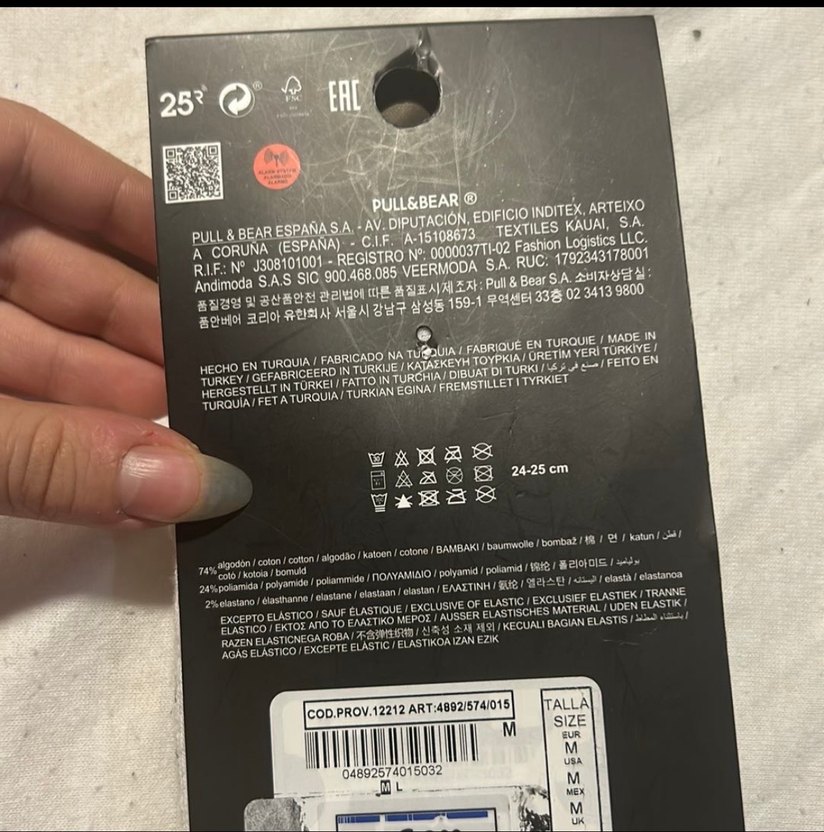 25
EAC
FSC
PULL&BEAR ®
PULL & BEAR ESPAÑA S.A. - AV. DIPUTACIÓN, EDIFICIO INDITEX, ARTEIXO
A CORUÑA (ESPAÑA) - C.I.F. A-15108673 TEXTILES KAUAI, S.A.
R.I.F.: Nº J308101001 - REGISTRO Nº: 0000037TI-02 Fashion Logistics LLC.
Andimoda S.A.S SIC 900.468.085 VEERMODA S.A. RUC: 1792343178001
품질경영 및 공산품안전 관리법에 따른 품질표시제조자: Pull & Bear S.A. 소비자상담실:
품안베어 코리아 유한회사 서울시 강남구 삼성동 159-1 무역센터 33층 02 3413 9800
HECHO EN TURQUIA / FABRICADO NA TURQUIA / FABRIQUÉ EN TURQUIE / MADE IN
TURKEY / GEFABRICEERD IN TURKIJE / ΚΑΤΑΣΚΕΥΗ ΤΟΥΡΚΙΑ / ÜRETİM YERİ TÜRKİYE /
HERGESTELLT IN TÜRKEI / FATTO IN TURCHIA / DIBUAT DI TURKI / صنع في تركيا / FEITO EN
TURQUÍA / FET A TURQUIA / TURKIAN EGINA / FREMSTILLET I TYRKIET
24-25 cm
74% algodón / coton / cotton / algodão / katoen / cotone / ΒΑΜΒΑΚΙ / baumwolle / bombaž / 棉 / 면 / katun / قطن /
cotó / kotoia / bomuld
24% poliamida / polyamide / poliammide / ΠΟΛΥΑΜΙΔΙΟ / polyamid / poliamid / 锦纶 / 폴리아미드 / بوليأميد
2% elastano / élasthanne / elastane / elastaan / elastan / ΕΛΑΣΤΙΝΗ / 氨纶 / 엘라스탄 / / elastà / elastanoa
EXCEPTO ELÁSTICO / SAUF ÉLASTIQUE / EXCLUSIVE OF ELASTIC / EXCLUSIEF ELASTIEK / TRANNE
ELASTICO / ΕΚΤΟΣ ΑΠΟ ΤΟ ΕΛΑΣΤΙΚΟ ΜΕΡΟΣ / AUSSER ELASTISCHES MATERIAL / UDEN ELASTIK /
RAZEN ELASTICNEGA ROBA / 不含弹性织物 / 신축성 소재 제외 / KECUALI BAGIAN ELASTIS / باستثناء المطاط /
AGÁS ELÁSTICO / EXCEPTE ELÀSTIC / ELASTIKOA IZAN EZIK
COD.PROV.12212 ART:4892/574/015
M
04892574015032
M L
TALLA
SIZE
EUR
M
USA
M
MEX
M
UK